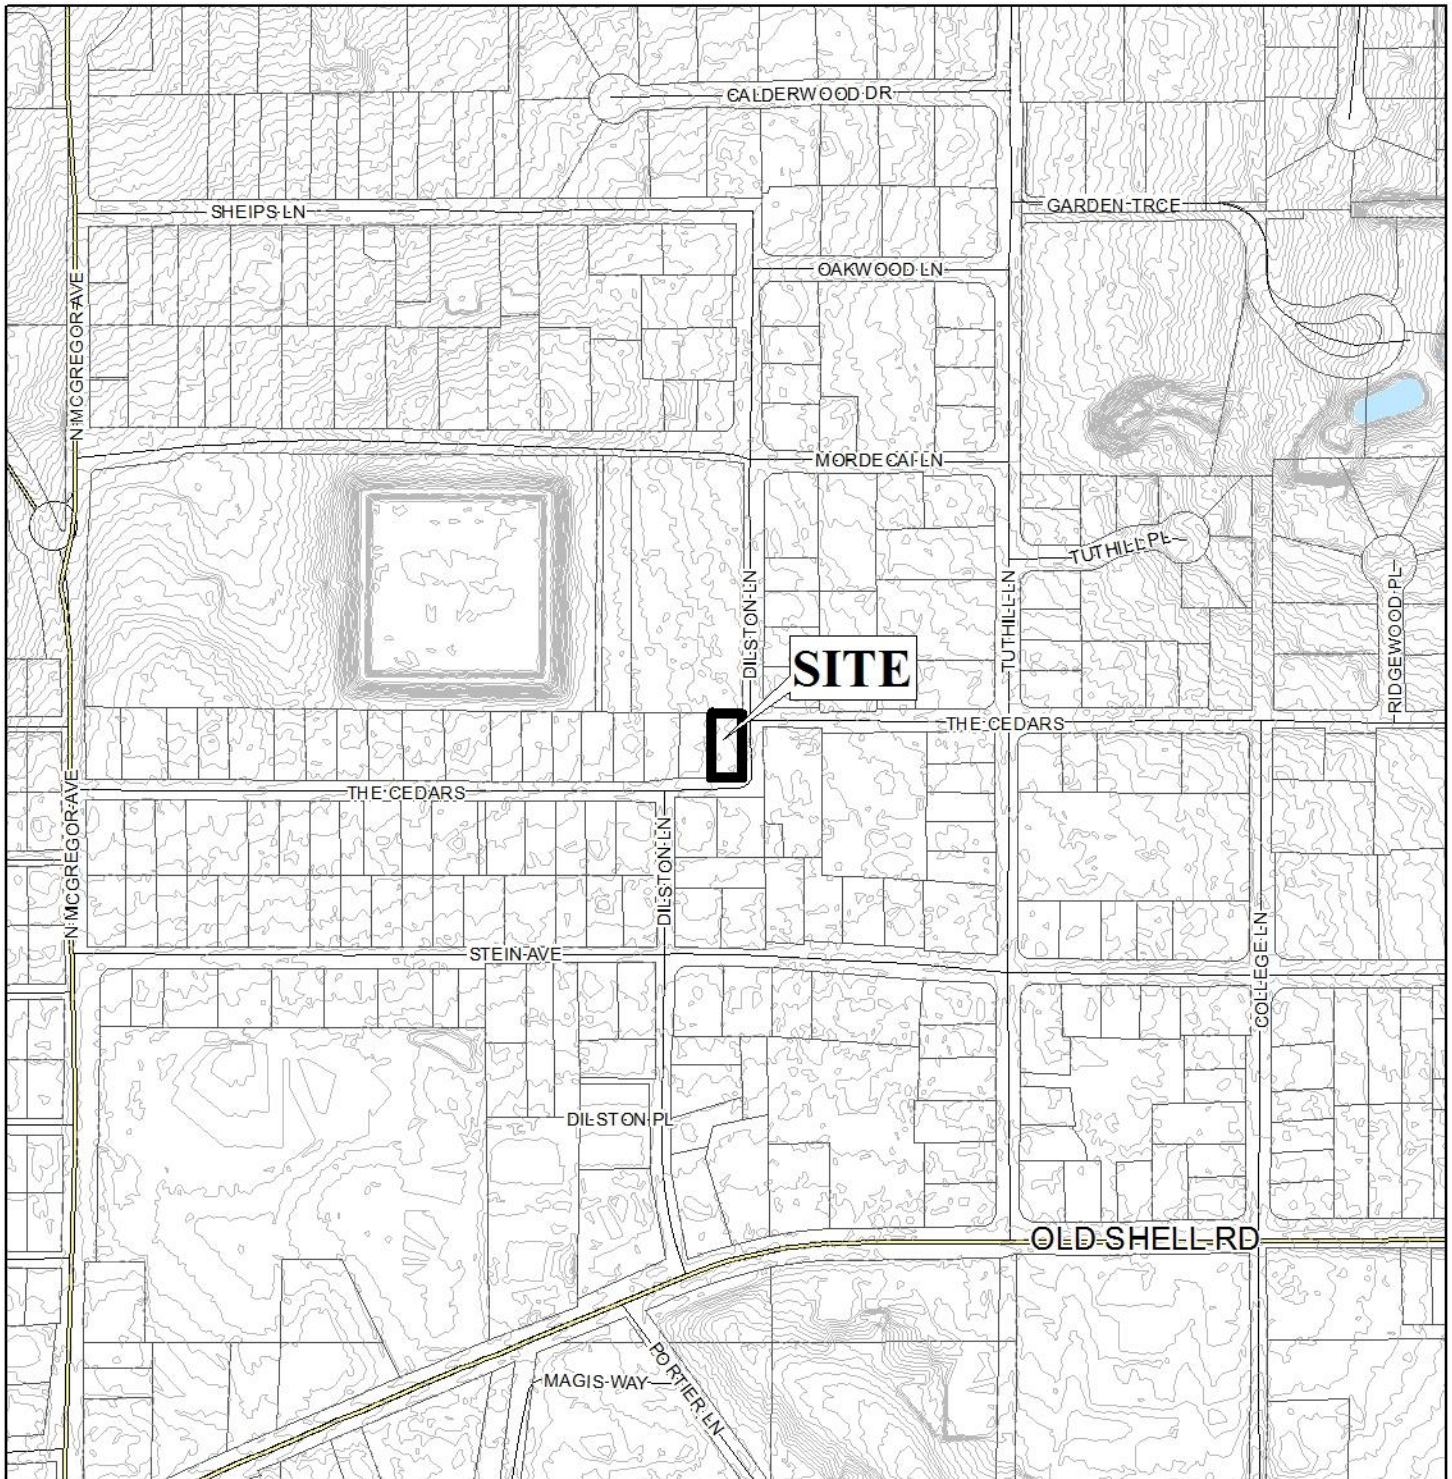 CALDERWOOD DR
SHEIPS LN
GARDEN TRCE
OAKWOOD LN
N MCGREGOR AVE
MORDECAI LN
TUTHILL PL
DILSTON LN
TUTHILL LN
RIDGEWOOD PL
SITE
THE CEDARS
THE CEDARS
N MCGREGOR AVE
DILSTON LN
STEIN AVE
COLLEGE LN
DILSTON PL
OLD SHELL RD
PORTIER LN
MAGIS WAY